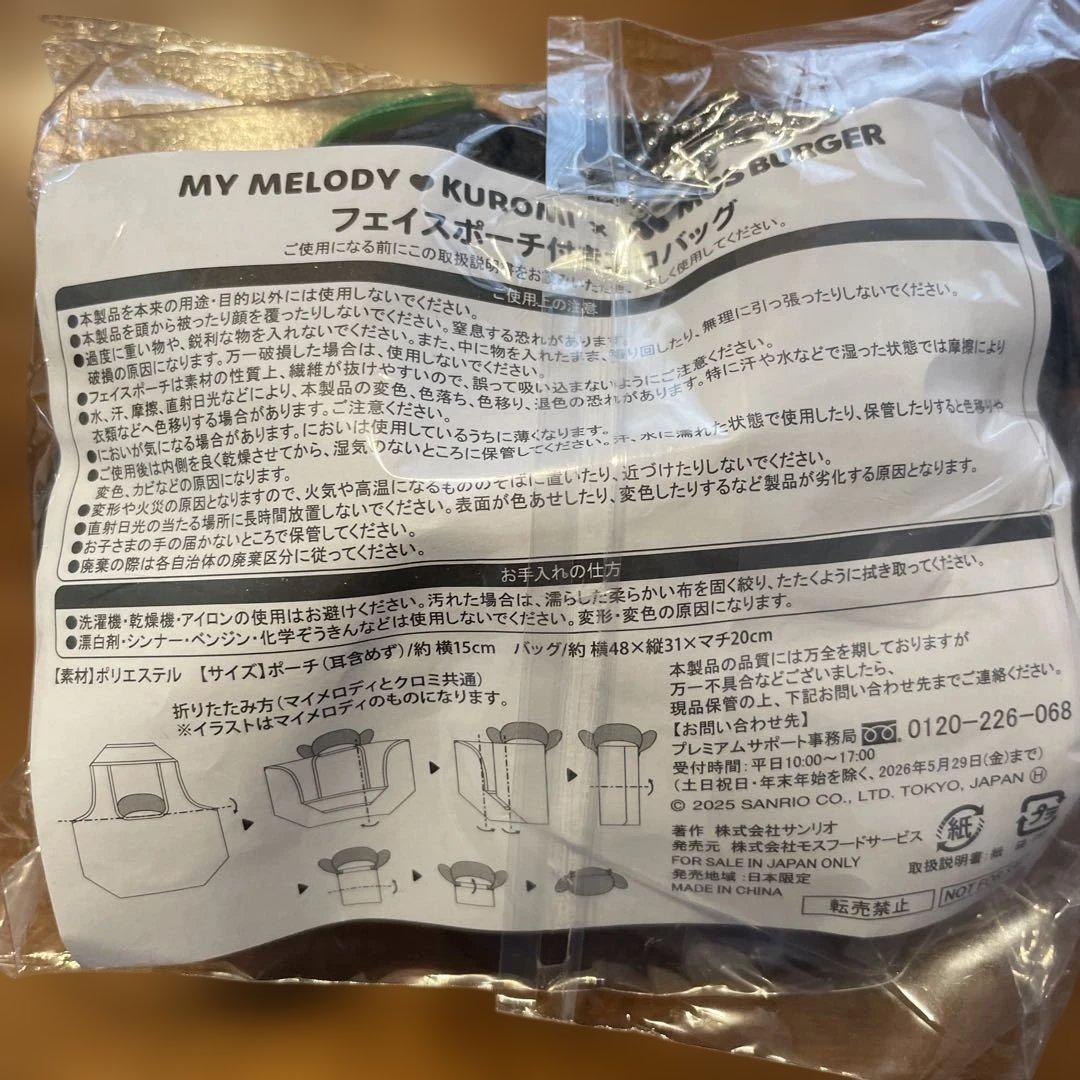 MY MELODY ♥ KUROMI × MOS BURGER
フェイスポーチ付き エコバッグ
ご使用になる前にこの取扱説明書をお読みいただき、正しく使用してください。
ご使用上の注意
●本製品を本来の用途・目的以外には使用しないでください。
●本製品を頭から被ったり顔を覆ったりしないでください。窒息する恐れがあります。
●過度に重い物や、鋭利な物を入れないでください。また、中に物を入れたまま、振り回したり、無理に引っ張ったりしないでください。
破損の原因になります。万一破損した場合は、使用しないでください。
●フェイスポーチは素材の性質上、繊維が抜けやすいので、誤って吸い込まないようにご注意ください。
●水、汗、摩擦、直射日光などにより、本製品の変色、色落ち、色移り、退色の恐れがあります。特に汗や水などで湿った状態では摩擦により
衣類などへ色移りする場合があります。ご注意ください。
●においが気になる場合があります。においは使用しているうちに薄くなります。
●ご使用後は内側を良く乾燥させてから、湿気のないところに保管してください。汗、水に濡れた状態で使用したり、保管したりすると色移りや
変色、カビなどの原因になります。
●変形や火災の原因となりますので、火気や高温になるもののそばに置いたり、近づけたりしないでください。
●直射日光の当たる場所に長時間放置しないでください。表面が色あせしたり、変色したりするなど製品が劣化する原因となります。
●お子さまの手の届かないところで保管してください。
●廃棄の際は各自治体の廃棄区分に従ってください。
お手入れの仕方
●洗濯機・乾燥機・アイロンの使用はお避けください。汚れた場合は、濡らした柔らかい布を固く絞り、たたくように拭き取ってください。
●漂白剤・シンナー・ベンジン・化学ぞうきんなどは使用しないでください。変形・変色の原因になります。
【素材】ポリエステル 【サイズ】ポーチ(耳含めず)/約 横15cm バッグ/約 横48×縦31×マチ20cm
折りたたみ方(マイメロディとクロミ共通)
※イラストはマイメロディのものになります。
本製品の品質には万全を期しておりますが
万一不具合などございましたら、
現品保管の上、下記お問い合わせ先までご連絡ください。
【お問い合わせ先】
プレミアムサポート事務局 0120-226-068
受付時間:平日10:00〜17:00
(土日祝日・年末年始を除く、2026年5月29日(金)まで)
© 2025 SANRIO CO., LTD. TOKYO, JAPAN Ⓗ
著作 株式会社サンリオ
発売元 株式会社モスフードサービス
FOR SALE IN JAPAN ONLY
発売地域:日本限定
MADE IN CHINA
紙
プラ
取扱説明書:紙 袋
転売禁止
NOT FOR